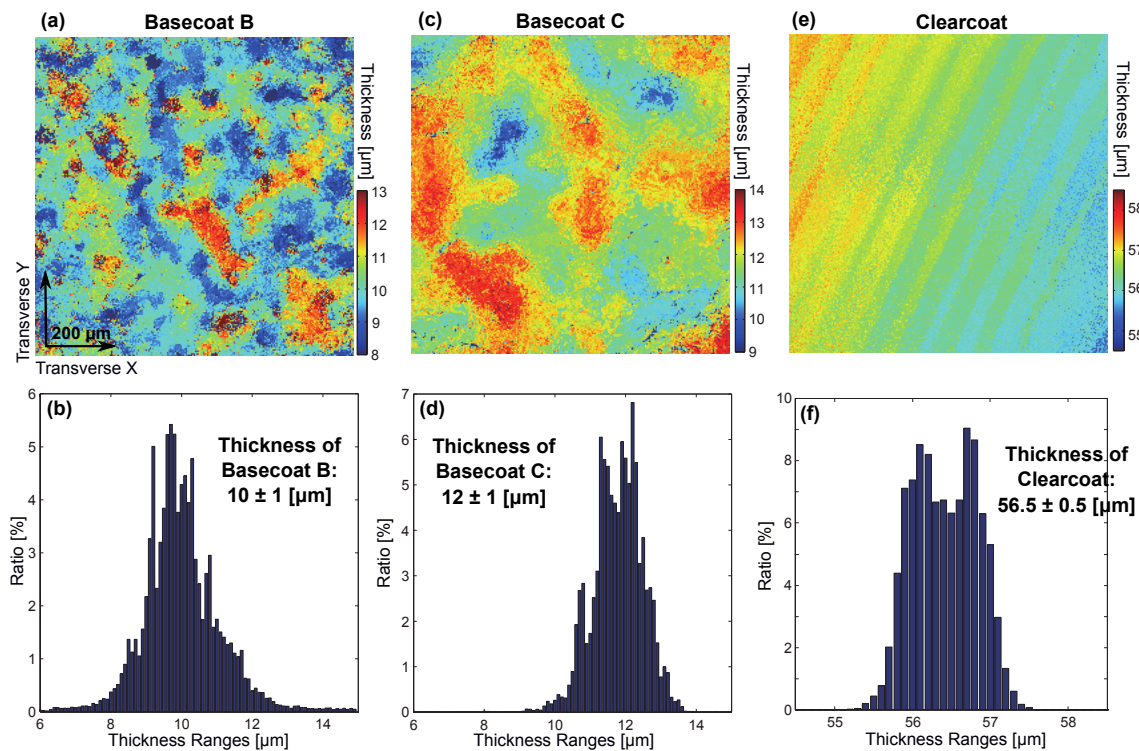 (a)
Basecoat B
(c)
Basecoat C
(e)
Clearcoat
Thickness [µm]
13
12
11
10
9
8
Thickness [µm]
14
13
12
11
10
9
Thickness [µm]
58
57
56
55
Transverse Y
200 µm
Transverse X
(b)
Thickness of
Basecoat B:
10 ± 1 [µm]
Ratio [%]
6
5
4
3
2
1
0
6
8
10
12
14
Thickness Ranges [µm]
(d)
Thickness of
Basecoat C:
12 ± 1 [µm]
Ratio [%]
7
6
5
4
3
2
1
0
6
8
10
12
14
Thickness Ranges [µm]
(f)
Thickness of
Clearcoat:
56.5 ± 0.5 [µm]
Ratio [%]
10
8
6
4
2
0
55
56
57
58
Thickness Ranges [µm]